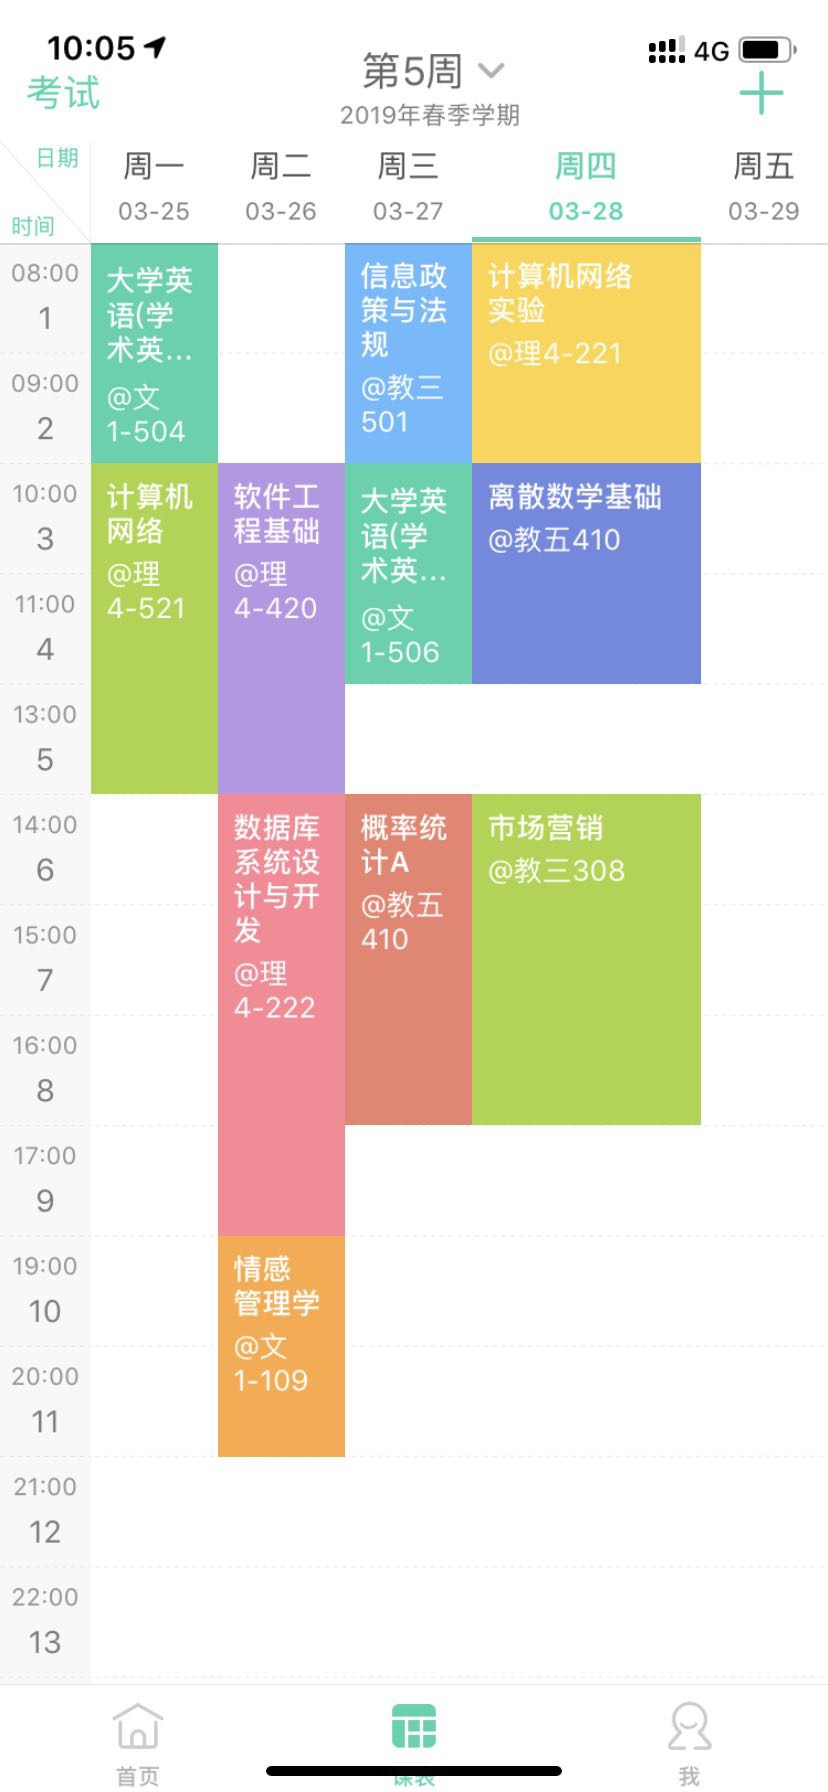 10:05
4G
考试
第5周
2019年春季学期
日期
时间
周一
03-25
周二
03-26
周三
03-27
周四
03-28
周五
03-29
08:00
1
09:00
2
10:00
3
11:00
4
13:00
5
14:00
6
15:00
7
16:00
8
17:00
9
19:00
10
20:00
11
21:00
12
22:00
13
大学英
语(学
术英...
@文
1-504
计算机
网络
@理
4-521
软件工
程基础
@理
4-420
数据库
系统设
计与开
发
@理
4-222
情感
管理学
@文
1-109
信息政
策与法
规
@教三
501
大学英
语(学
术英...
@文
1-506
概率统
计A
@教五
410
计算机网络
实验
@理4-221
离散数学基础
@教五410
市场营销
@教三308
首页
课表
我